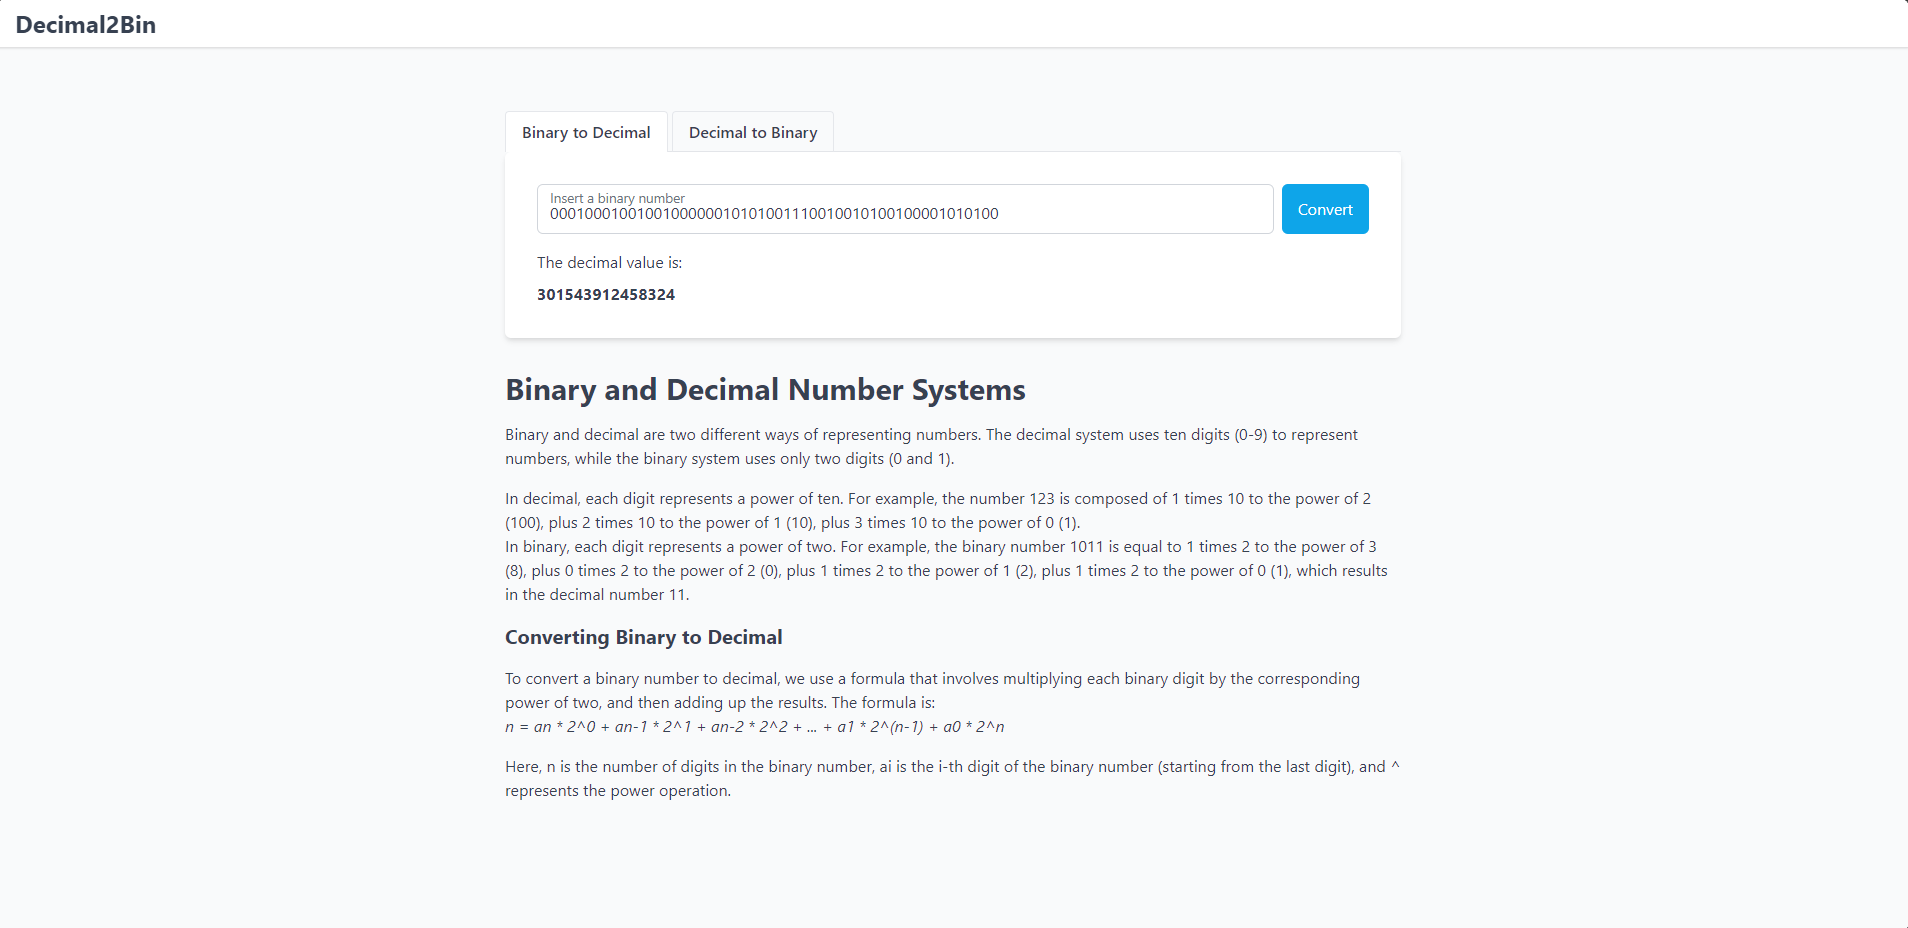 Decimal2Bin
Binary to Decimal
Decimal to Binary
Insert a binary number
0001000100100100000010101001110010010100100001010100
Convert
The decimal value is:
301543912458324
Binary and Decimal Number Systems
Binary and decimal are two different ways of representing numbers. The decimal system uses ten digits (0-9) to represent
numbers, while the binary system uses only two digits (0 and 1).
In decimal, each digit represents a power of ten. For example, the number 123 is composed of 1 times 10 to the power of 2
(100), plus 2 times 10 to the power of 1 (10), plus 3 times 10 to the power of 0 (1).
In binary, each digit represents a power of two. For example, the binary number 1011 is equal to 1 times 2 to the power of 3
(8), plus 0 times 2 to the power of 2 (0), plus 1 times 2 to the power of 1 (2), plus 1 times 2 to the power of 0 (1), which results
in the decimal number 11.
Converting Binary to Decimal
To convert a binary number to decimal, we use a formula that involves multiplying each binary digit by the corresponding
power of two, and then adding up the results. The formula is:
n = an * 2^0 + an-1 * 2^1 + an-2 * 2^2 + ... + a1 * 2^(n-1) + a0 * 2^n
Here, n is the number of digits in the binary number, ai is the i-th digit of the binary number (starting from the last digit), and ^
represents the power operation.